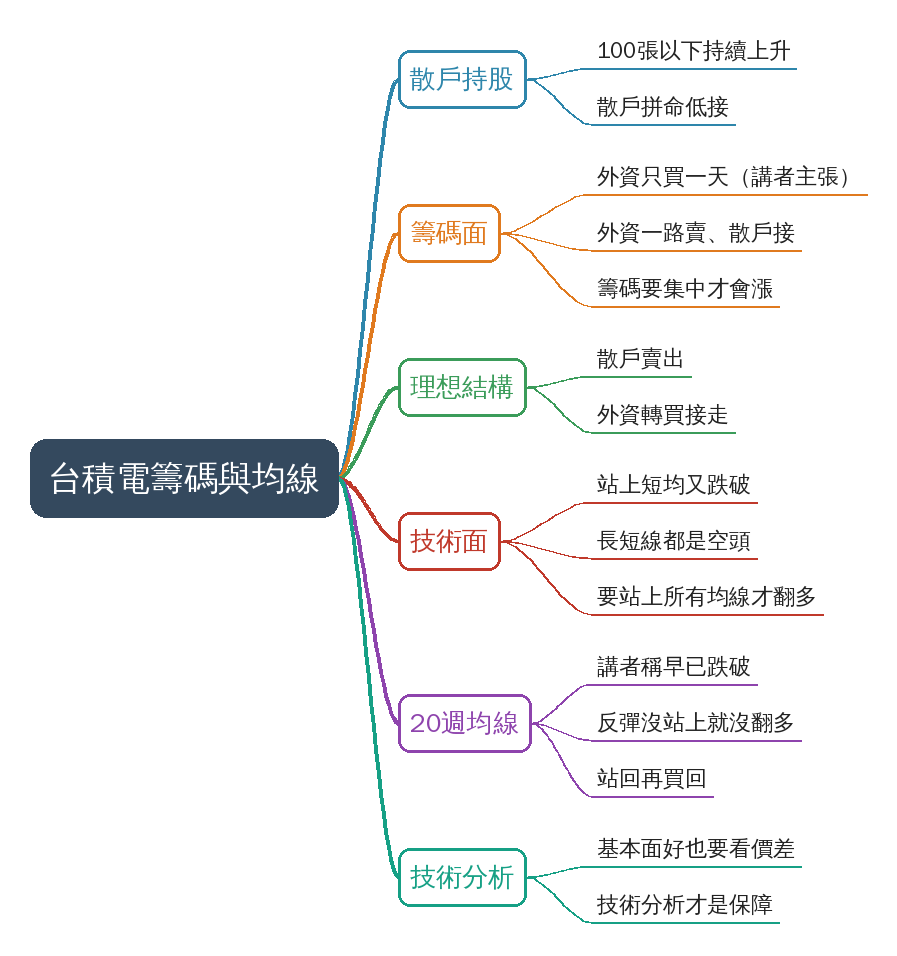 台積電籌碼與均線
散戶持股
100張以下持續上升
散戶拼命低接
籌碼面
外資只買一天（講者主張）
外資一路賣、散戶接
籌碼要集中才會漲
理想結構
散戶賣出
外資轉買接走
技術面
站上短均又跌破
長短線都是空頭
要站上所有均線才翻多
20週均線
講者稱早已跌破
反彈沒站上就沒翻多
站回再買回
技術分析
基本面好也要看價差
技術分析才是保障